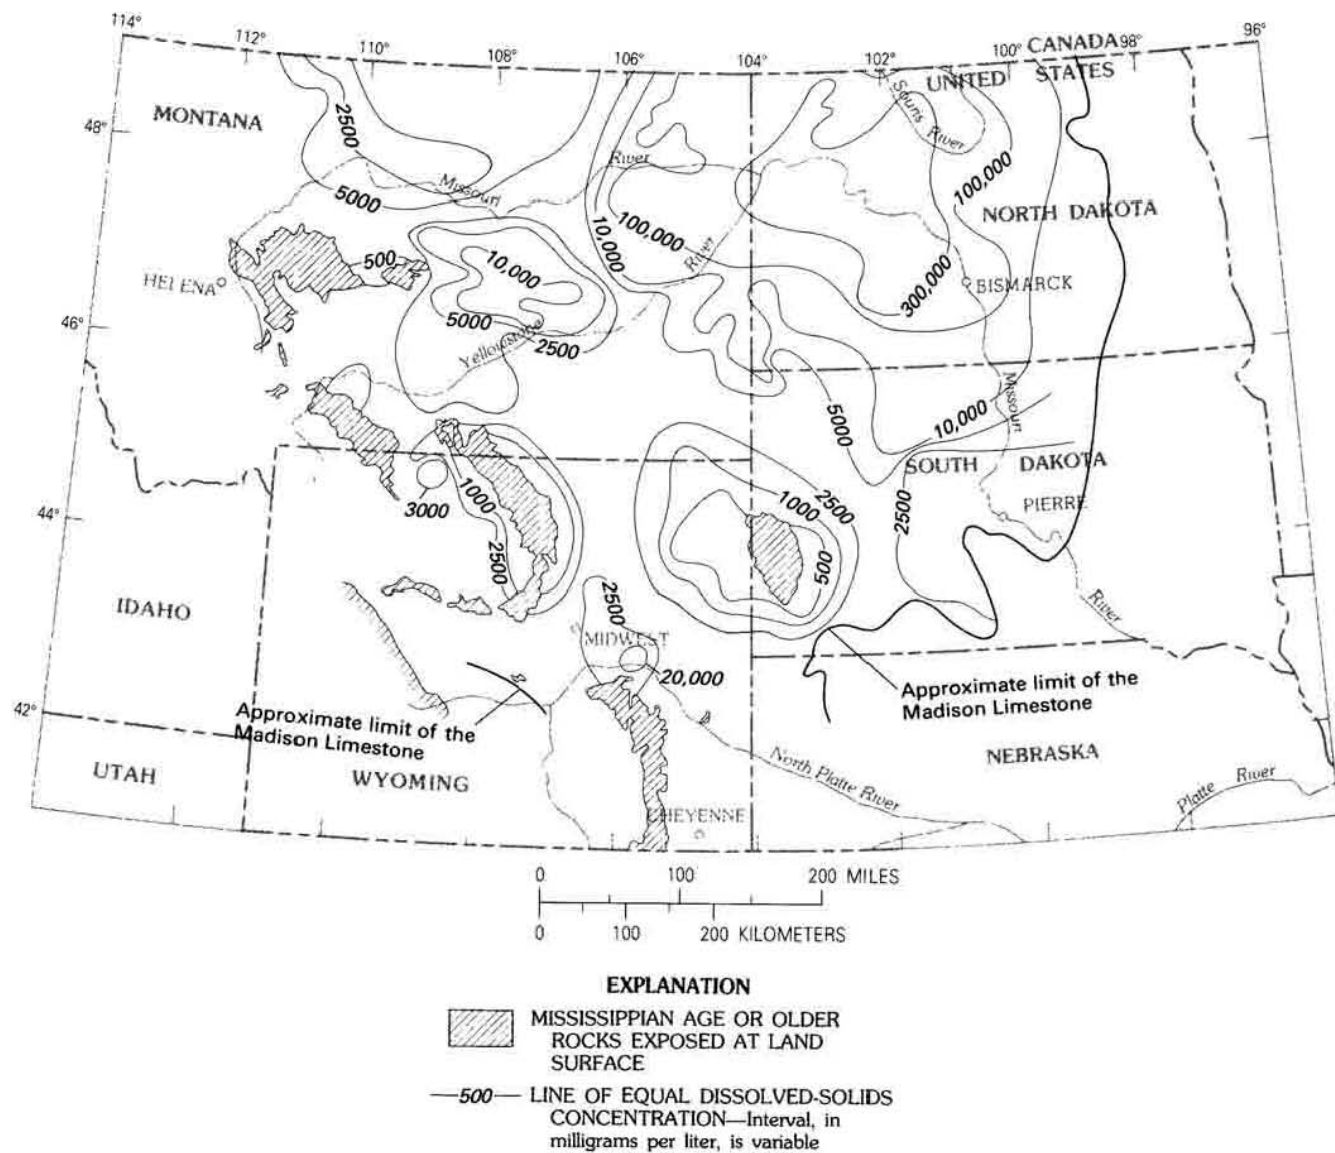 114°
112°
110°
108°
106°
104°
102°
100°
98°
96°
CANADA
UNITED STATES
MONTANA
48°
2500
Souris River
Missouri River
5000
100,000
NORTH DAKOTA
10,000
100,000
River
HELENA
500
10,000
300,000
BISMARCK
46°
5000
Yellowstone
2500
Missouri
5000
10,000
SOUTH DAKOTA
3000
1000
1000
2500
2500
PIERRE
44°
2500
500
IDAHO
2500
MIDWEST
River
20,000
Approximate limit of the
Madison Limestone
Approximate limit of the
Madison Limestone
42°
UTAH
WYOMING
North Platte River
NEBRASKA
Platte River
CHEYENNE
0 100 200 MILES
0 100 200 KILOMETERS
EXPLANATION
MISSISSIPPIAN AGE OR OLDER
ROCKS EXPOSED AT LAND
SURFACE
—500— LINE OF EQUAL DISSOLVED-SOLIDS
CONCENTRATION—Interval, in
milligrams per liter, is variable